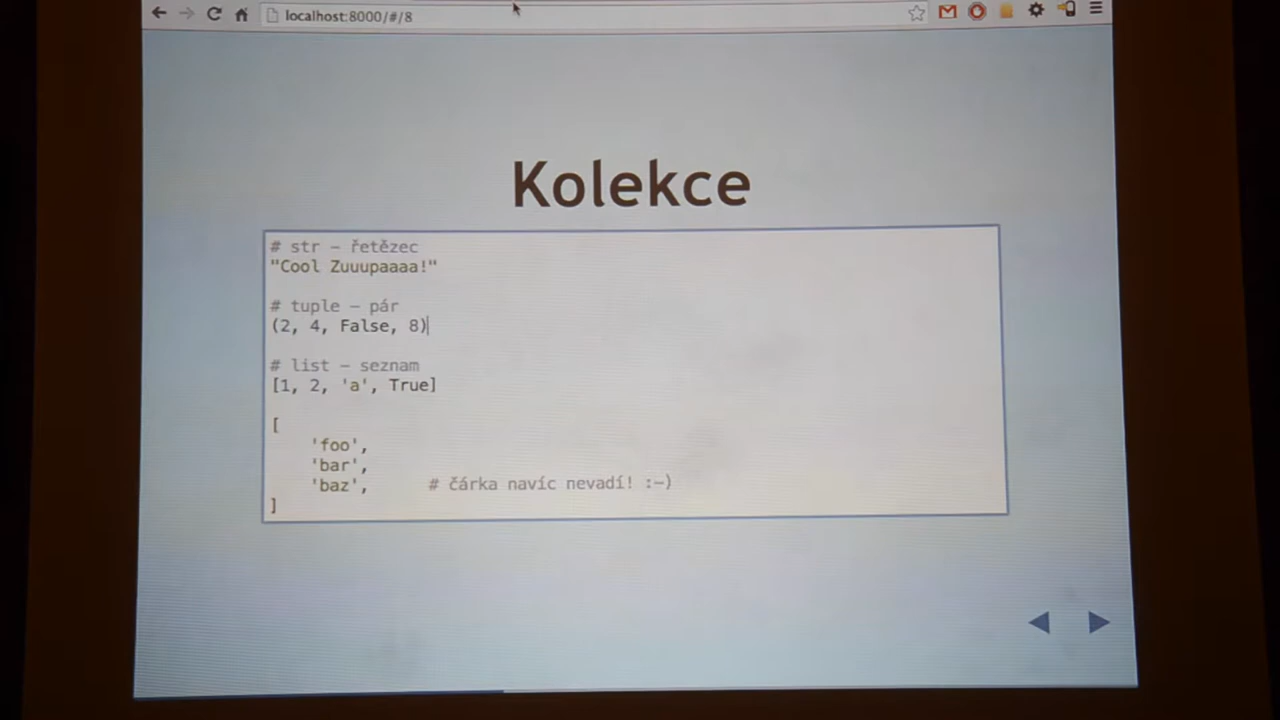 localhost:8000/#/8
Kolekce
# str – řetězec
"Cool Zuuupaaaa!"
# tuple – pár
(2, 4, False, 8)
# list – seznam
[1, 2, 'a', True]
[
'foo',
'bar',
'baz', # čárka navíc nevadí! :-)
]